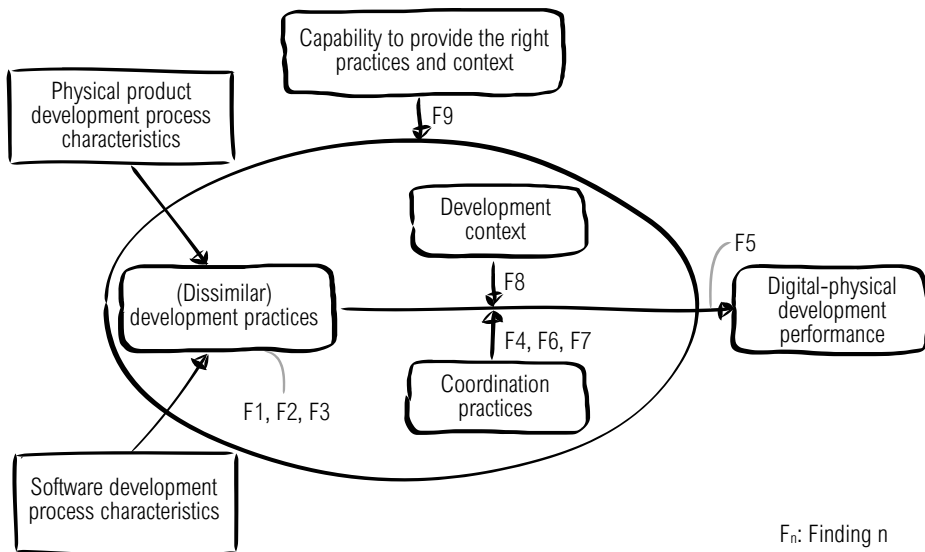 Capability to provide the right
practices and context
Physical product
development process
characteristics
F9
Development
context
F5
F8
(Dissimilar)
development practices
Digital-physical
development
performance
F4, F6, F7
Coordination
practices
F1, F2, F3
Software development
process characteristics
Fn: Finding n